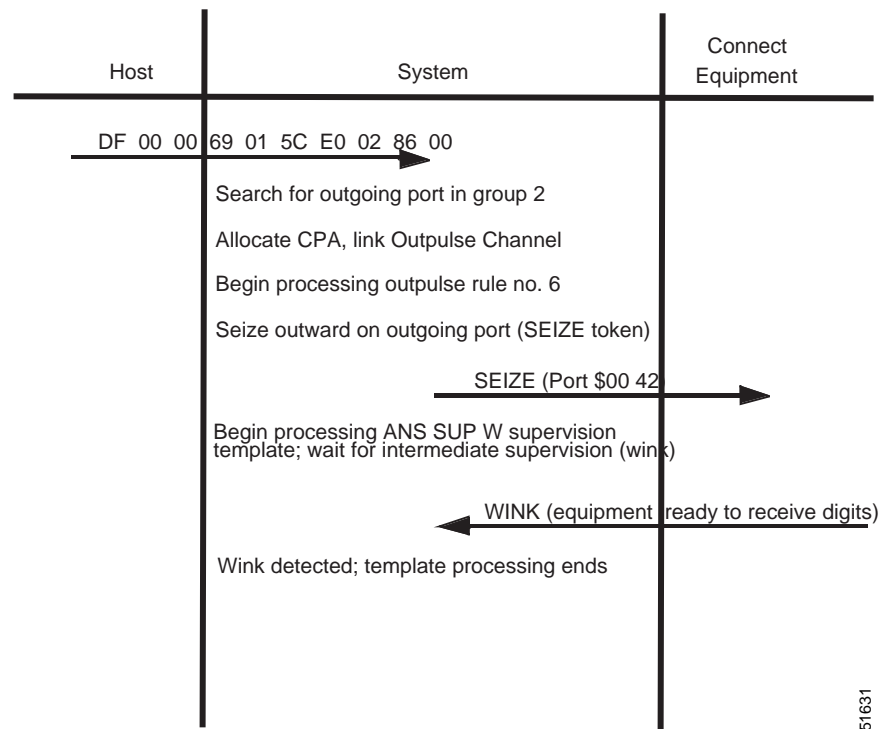 Host
System
Connect
Equipment
DF 00 00 69 01 5C E0 02 86 00
Search for outgoing port in group 2
Allocate CPA, link Outpulse Channel
Begin processing outpulse rule no. 6
Seize outward on outgoing port (SEIZE token)
SEIZE (Port $00 42)
Begin processing ANS SUP W supervision
template; wait for intermediate supervision (wink)
WINK (equipment ready to receive digits)
Wink detected; template processing ends
51631